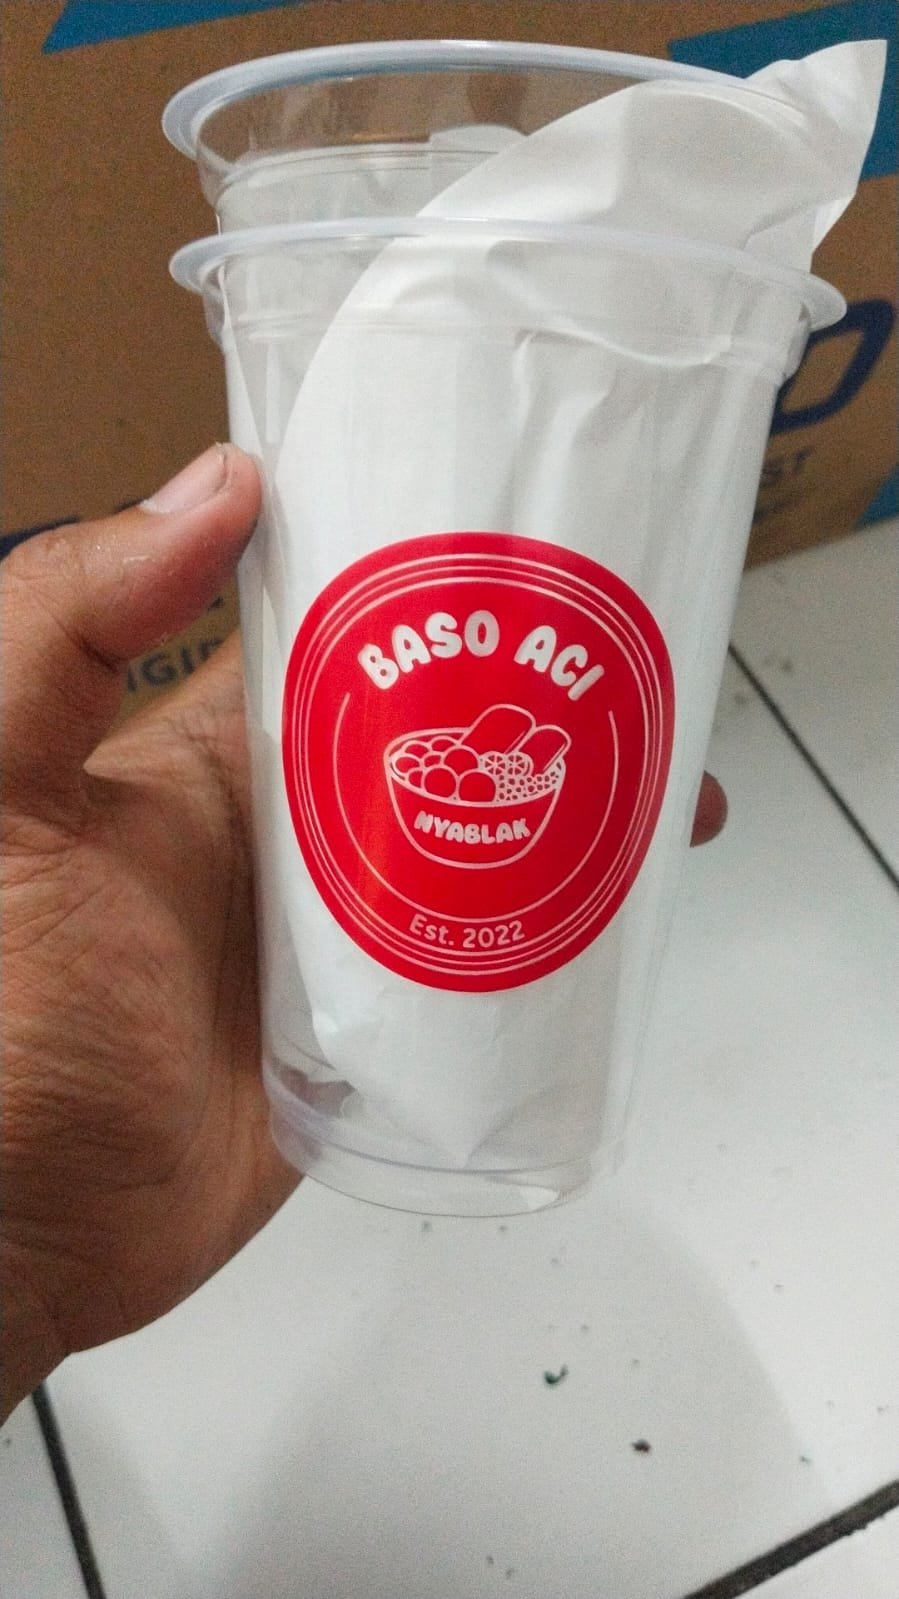 BASO ACI
NYABLAK
Est. 2022